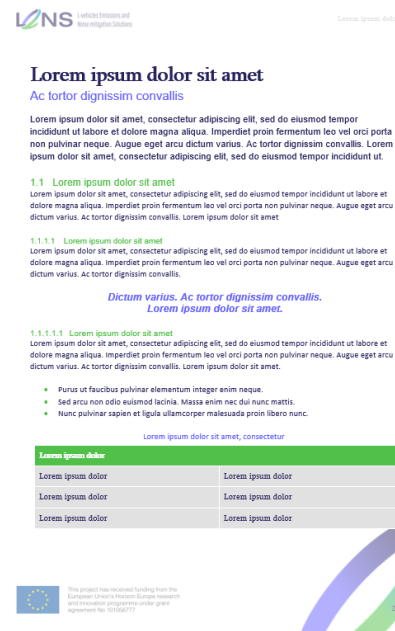 LENS L-vehicles Emissions and
Noise mitigation Solutions
Lorem ipsum dolo
Lorem ipsum dolor sit amet
Ac tortor dignissim convallis
Lorem ipsum dolor sit amet, consectetur adipiscing elit, sed do eiusmod tempor
incididunt ut labore et dolore magna aliqua. Imperdiet proin fermentum leo vel orci porta
non pulvinar neque. Augue eget arcu dictum varius. Ac tortor dignissim convallis. Lorem
ipsum dolor sit amet, consectetur adipiscing elit, sed do eiusmod tempor incididunt ut.
1.1 Lorem ipsum dolor sit amet
Lorem ipsum dolor sit amet, consectetur adipiscing elit, sed do eiusmod tempor incididunt ut labore et
dolore magna aliqua. Imperdiet proin fermentum leo vel orci porta non pulvinar neque. Augue eget arcu
dictum varius. Ac tortor dignissim convallis. Lorem ipsum dolor sit amet
1.1.1.1 Lorem ipsum dolor sit amet
Lorem ipsum dolor sit amet, consectetur adipiscing elit, sed do eiusmod tempor incididunt ut labore et
dolore magna aliqua. Imperdiet proin fermentum leo vel orci porta non pulvinar neque. Augue eget arcu
dictum varius. Ac tortor dignissim convallis.
Dictum varius. Ac tortor dignissim convallis.
Lorem ipsum dolor sit amet.
1.1.1.1.1 Lorem ipsum dolor sit amet
Lorem ipsum dolor sit amet, consectetur adipiscing elit, sed do eiusmod tempor incididunt ut labore et
dolore magna aliqua. Imperdiet proin fermentum leo vel orci porta non pulvinar neque. Augue eget arcu
dictum varius. Ac tortor dignissim convallis. Lorem ipsum dolor sit amet.
• Purus ut faucibus pulvinar elementum integer enim neque.
• Sed arcu non odio euismod lacinia. Massa enim nec dui nunc mattis.
• Nunc pulvinar sapien et ligula ullamcorper malesuada proin libero nunc.
Lorem ipsum dolor sit amet, consectetur
Lorem ipsum dolor
Lorem ipsum dolor Lorem ipsum dolor
Lorem ipsum dolor Lorem ipsum dolor
Lorem ipsum dolor Lorem ipsum dolor
This project has received funding from the
European Union's Horizon Europe research
and innovation programme under grant
agreement No 101056777